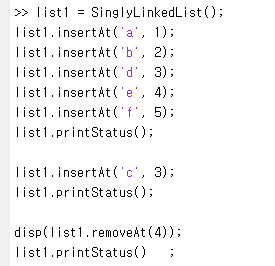 >> list1 = SinglyLinkedList();
list1.insertAt('a', 1);
list1.insertAt('b', 2);
list1.insertAt('d', 3);
list1.insertAt('e', 4);
list1.insertAt('f', 5);
list1.printStatus();
list1.insertAt('c', 3);
list1.printStatus();
disp(list1.removeAt(4));
list1.printStatus()   ;